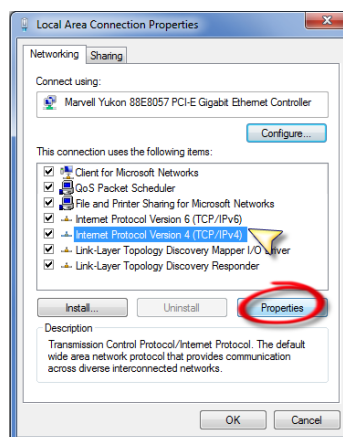 Local Area Connection Properties
Networking
Sharing
Connect using:
Marvell Yukon 88E8057 PCI-E Gigabit Ethernet Controller
Configure...
This connection uses the following items:
Client for Microsoft Networks
QoS Packet Scheduler
File and Printer Sharing for Microsoft Networks
Internet Protocol Version 6 (TCP/IPv6)
Internet Protocol Version 4 (TCP/IPv4)
Link-Layer Topology Discovery Mapper I/O Driver
Link-Layer Topology Discovery Responder
Install...
Uninstall
Properties
Description
Transmission Control Protocol/Internet Protocol. The default
wide area network protocol that provides communication
across diverse interconnected networks.
OK
Cancel